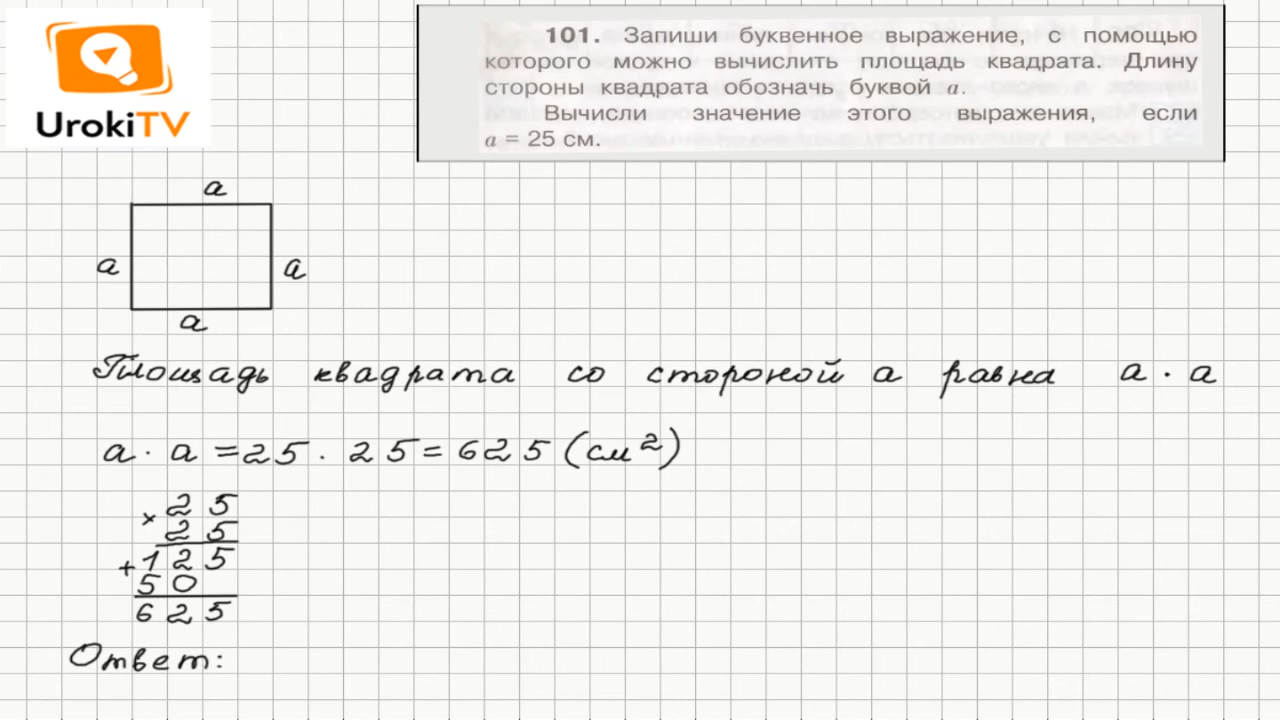 UrokiTV
101. Запиши буквенное выражение, с помощью
которого можно вычислить площадь квадрата. Длину
стороны квадрата обозначь буквой a.
Вычисли значение этого выражения, если
a = 25 см.
a
a
a
a
Площадь квадрата со стороной а равна а · а
а · а = 25 · 25 = 625 (см²)
× 25
25
+ 125
50
625
Ответ: